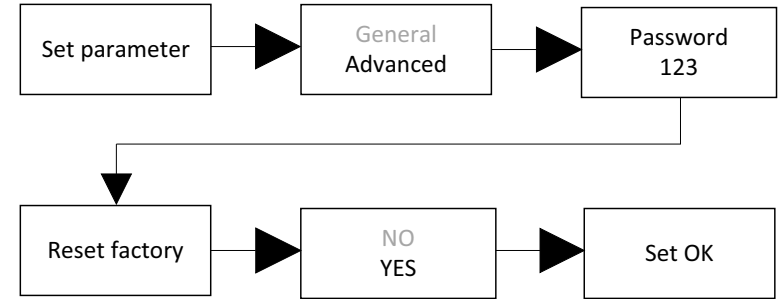 Set parameter
General
Advanced
Password
123
Reset factory
NO
YES
Set OK